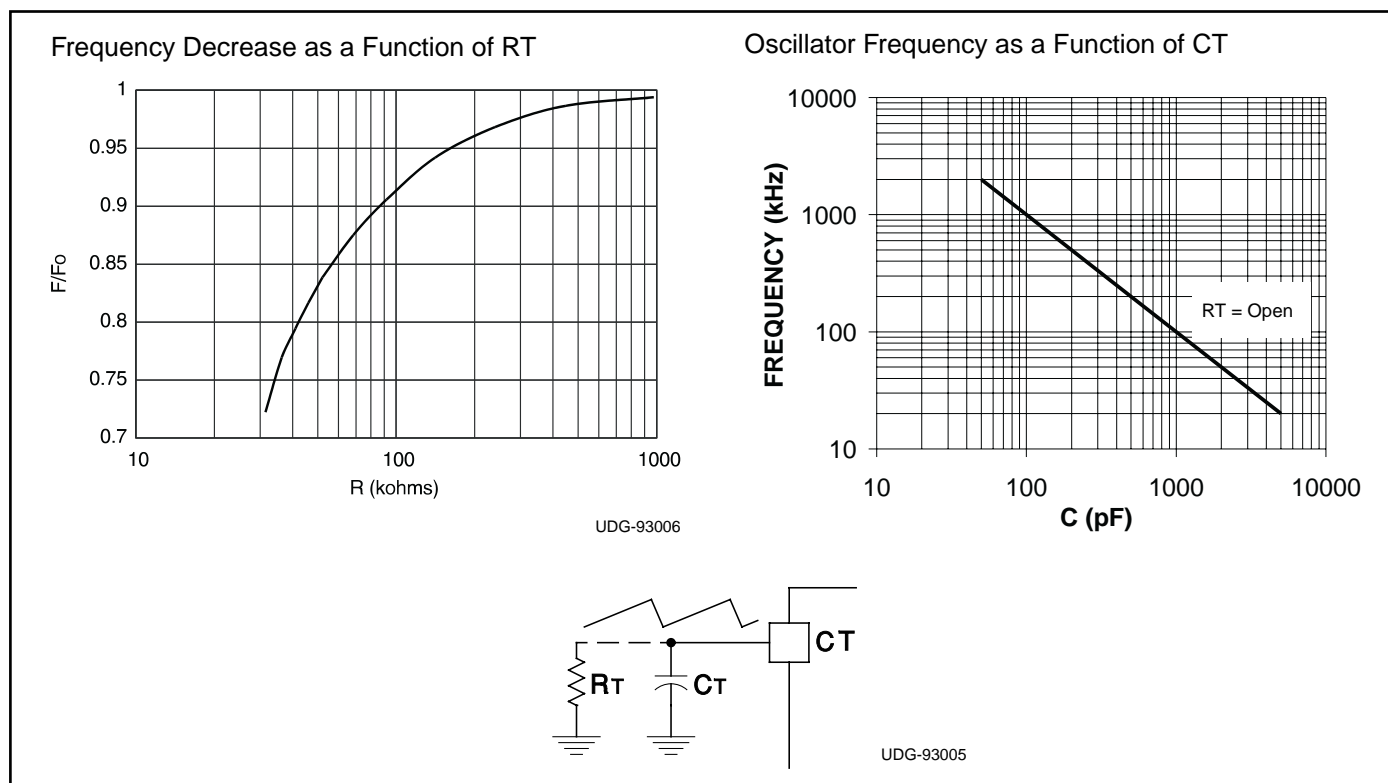 Frequency Decrease as a Function of RT
1
0.95
0.9
0.85
0.8
0.75
0.7
F/Fo
10
100
1000
R (kohms)
UDG-93006
Oscillator Frequency as a Function of CT
10000
1000
100
10
FREQUENCY (kHz)
RT = Open
10
100
1000
10000
C (pF)
CT
RT
CT
UDG-93005